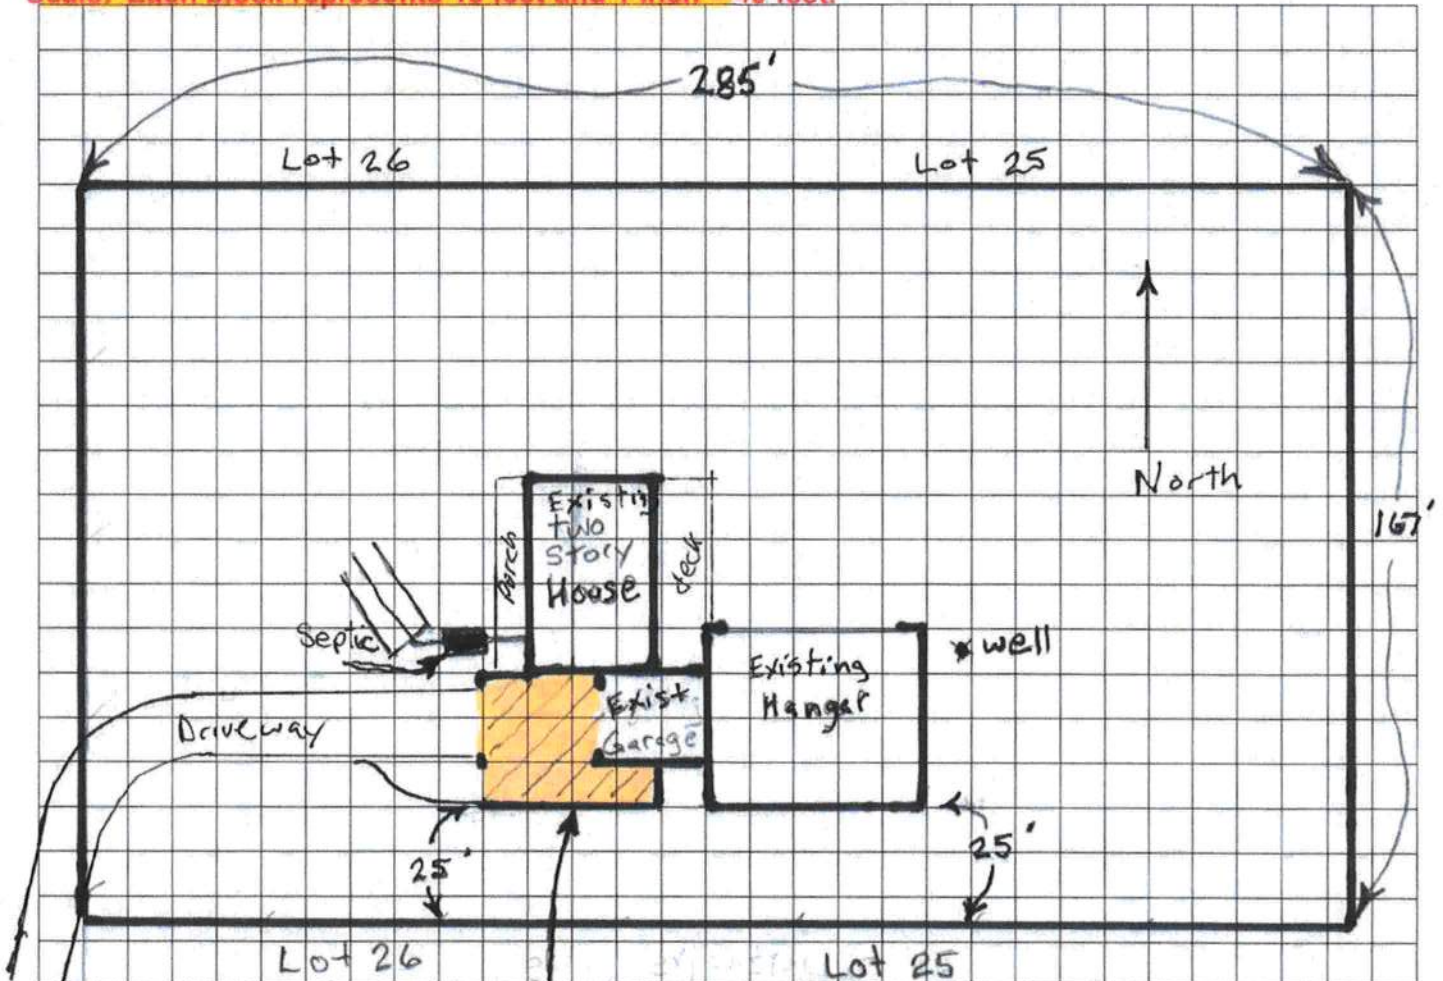 285'
Lot 26
Lot 25
North
167'
Existing
two
story
House
Porch
deck
Septic
well
Existing
Hangar
Exist
Garage
Driveway
25'
25'
Lot 26
Lot 25